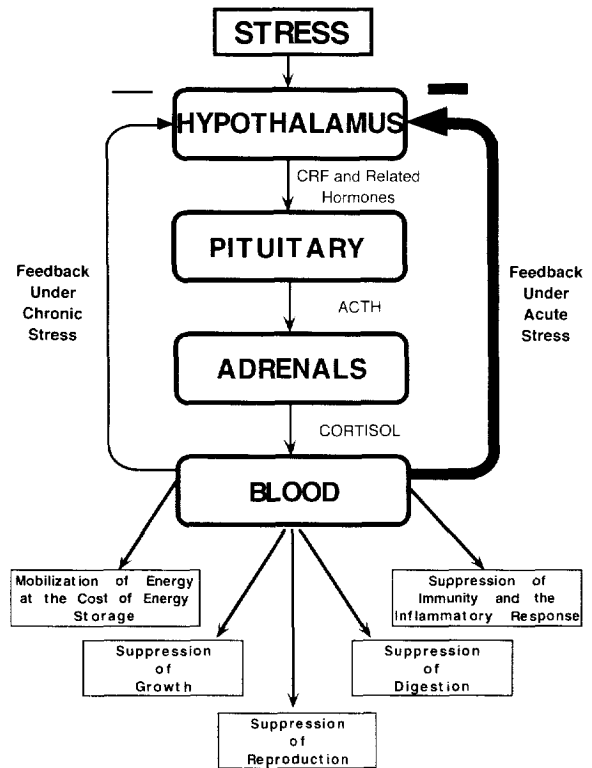 STRESS
HYPOTHALAMUS
CRF and Related
Hormones
PITUITARY
Feedback
Under
Chronic
Stress
Feedback
Under
Acute
Stress
ACTH
ADRENALS
CORTISOL
BLOOD
Mobilization of Energy
at the Cost of Energy
Storage
Suppression of
Immunity and the
Inflammatory Response
Suppression
of
Growth
Suppression
of
Digestion
Suppression
of
Reproduction